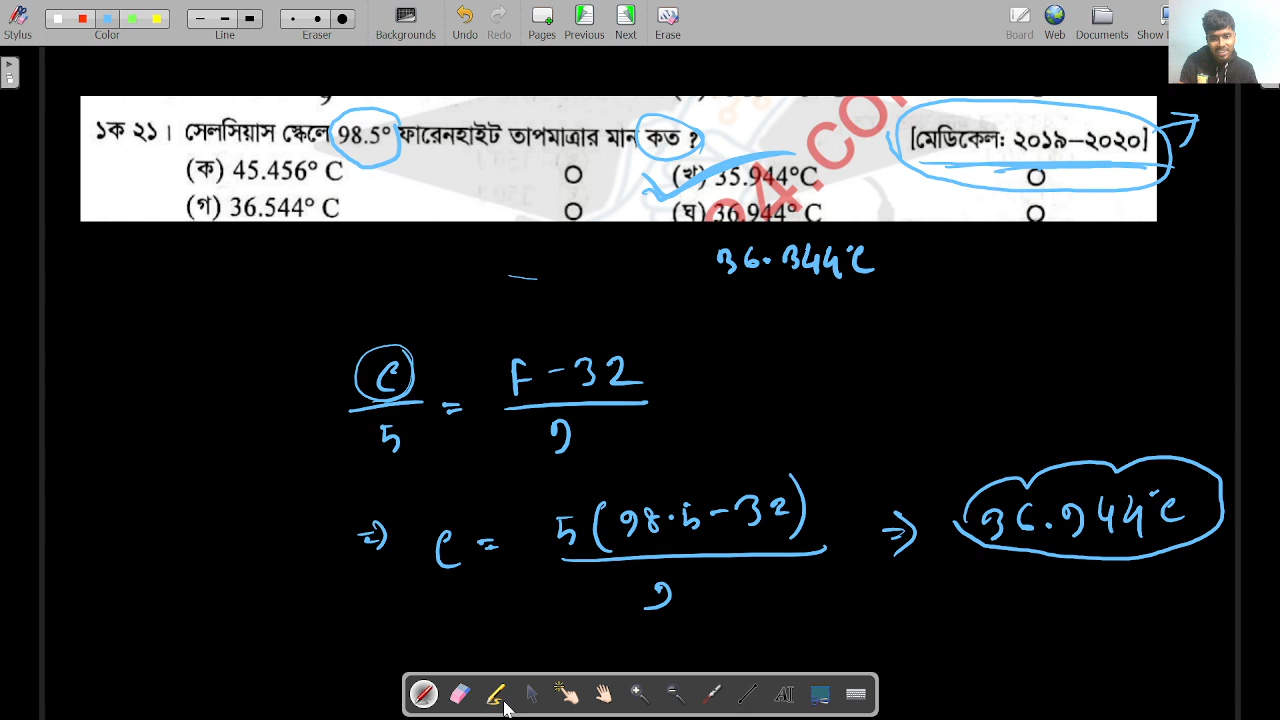 Stylus Color Line Eraser Backgrounds Undo Redo Pages Previous Next Erase Board Web Documents Show
১ক ২১। সেলসিয়াস স্কেলে 98.5° ফারেনহাইট তাপমাত্রার মান কত ? [মেডিকেল: ২০১৯–২০২০]
(ক) 45.456° C (খ) 35.944°C
(গ) 36.544° C (ঘ) 36.944° C
36.344°C
C/5 = F - 32/9
⇒ C = 5(98.5-32)/9 ⇒ 36.944°C